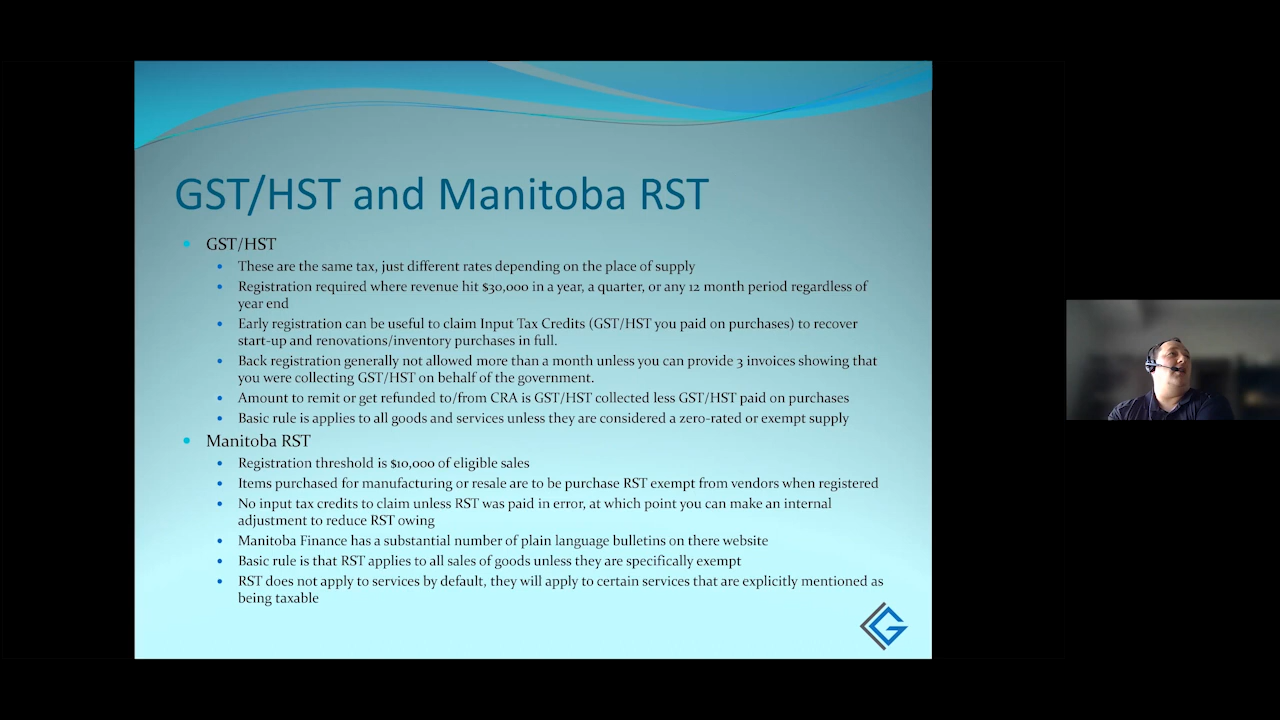 GST/HST and Manitoba RST
GST/HST
These are the same tax, just different rates depending on the place of supply
Registration required where revenue hit $30,000 in a year, a quarter, or any 12 month period regardless of
year end
Early registration can be useful to claim Input Tax Credits (GST/HST you paid on purchases) to recover
start-up and renovations/inventory purchases in full.
Back registration generally not allowed more than a month unless you can provide 3 invoices showing that
you were collecting GST/HST on behalf of the government.
Amount to remit or get refunded to/from CRA is GST/HST collected less GST/HST paid on purchases
Basic rule is applies to all goods and services unless they are considered a zero-rated or exempt supply
Manitoba RST
Registration threshold is $10,000 of eligible sales
Items purchased for manufacturing or resale are to be purchase RST exempt from vendors when registered
No input tax credits to claim unless RST was paid in error, at which point you can make an internal
adjustment to reduce RST owing
Manitoba Finance has a substantial number of plain language bulletins on there website
Basic rule is that RST applies to all sales of goods unless they are specifically exempt
RST does not apply to services by default, they will apply to certain services that are explicitly mentioned as
being taxable